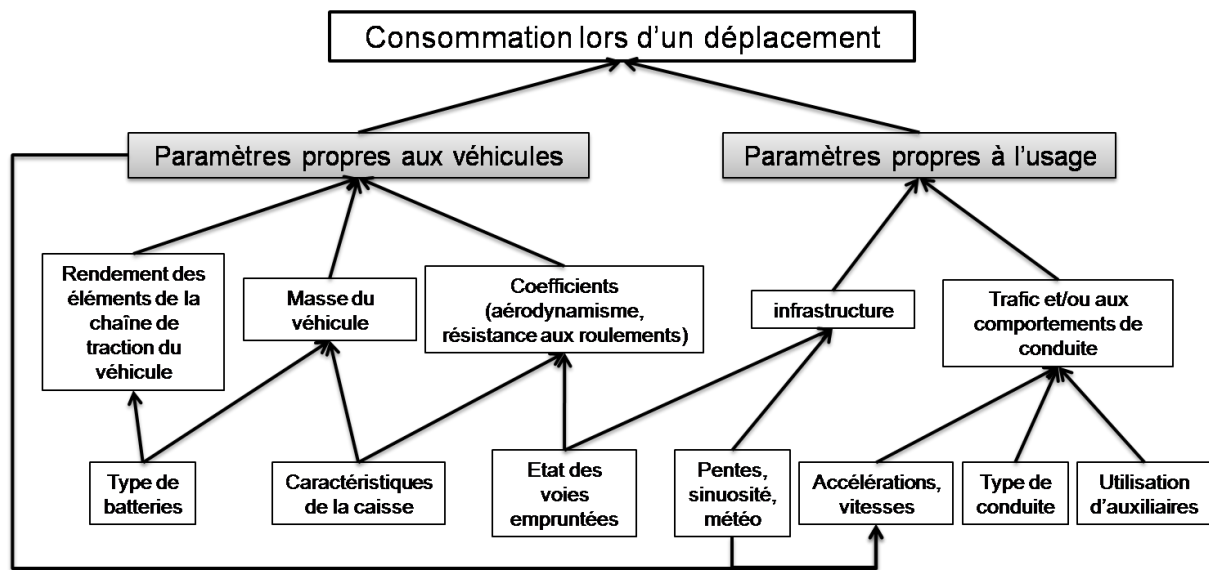 Consommation lors d'un déplacement
Paramètres propres aux véhicules
Paramètres propres à l'usage
Rendement des
éléments de la
chaîne de
traction du
véhicule
Masse du
véhicule
Coefficients
(aérodynamisme,
résistance aux roulements)
infrastructure
Trafic et/ou aux
comportements de
conduite
Type de
batteries
Caractéristiques
de la caisse
Etat des
voies
empruntées
Pentes,
sinuosité,
météo
Accélérations,
vitesses
Type de
conduite
Utilisation
d'auxiliaires